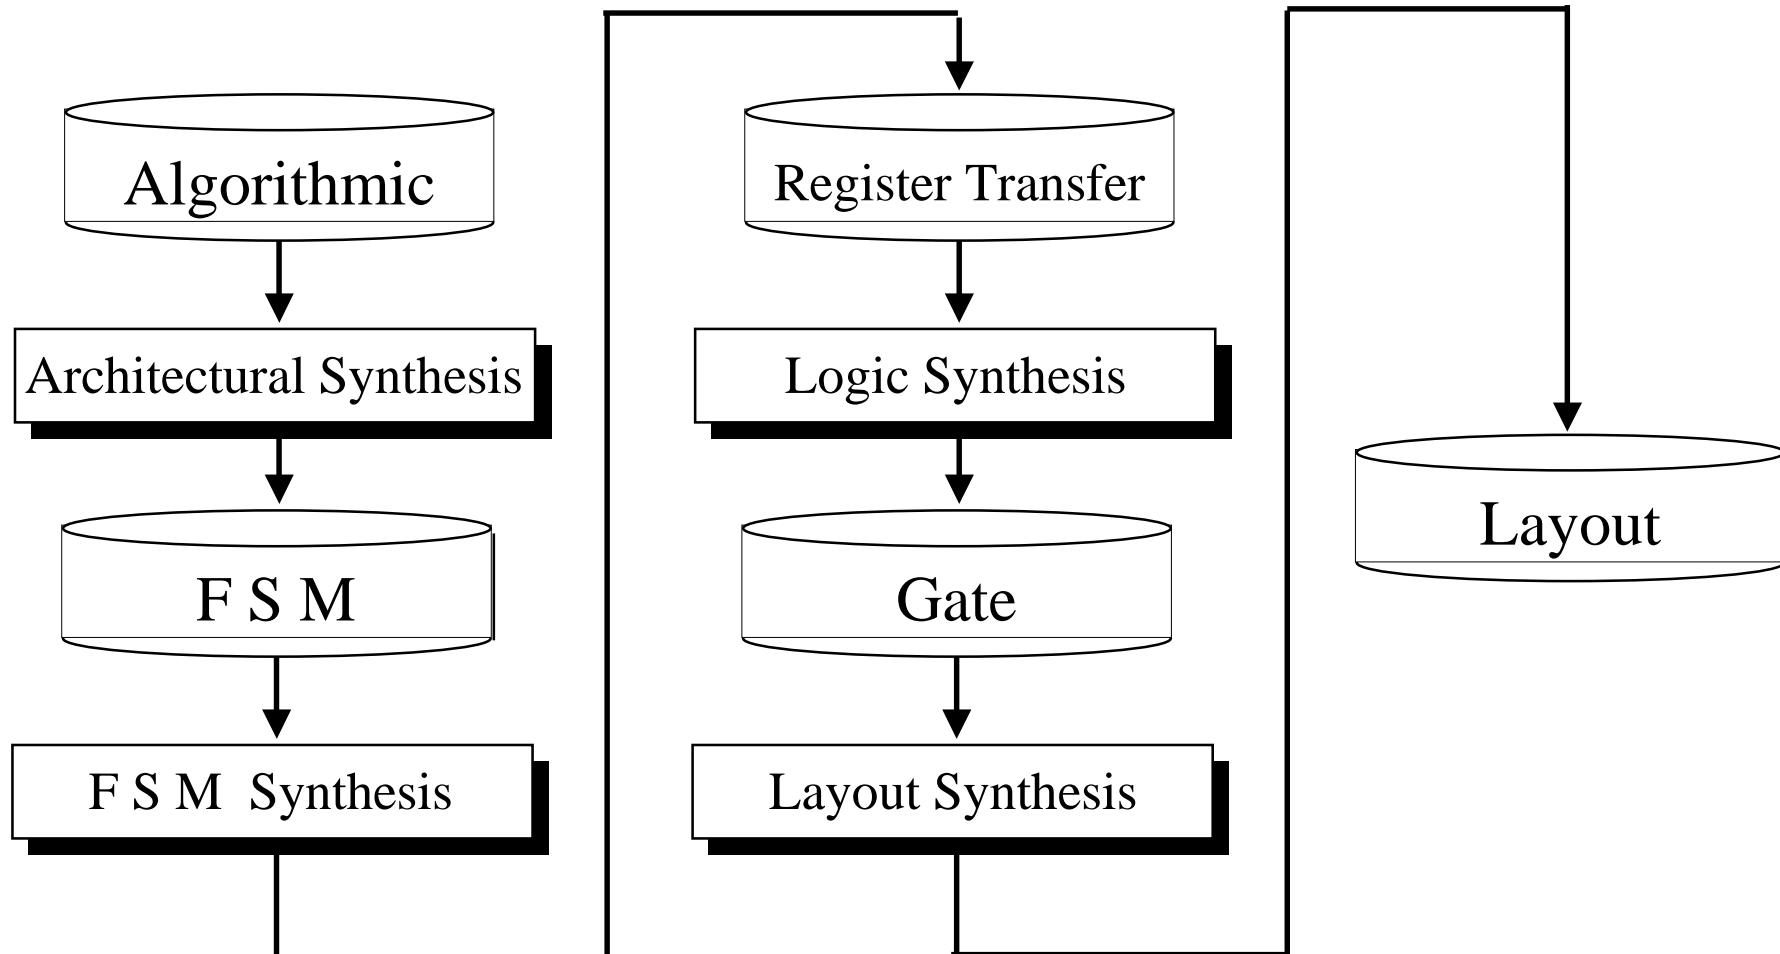 Algorithmic
Architectural Synthesis
F S M
F S M Synthesis
Register Transfer
Logic Synthesis
Gate
Layout Synthesis
Layout